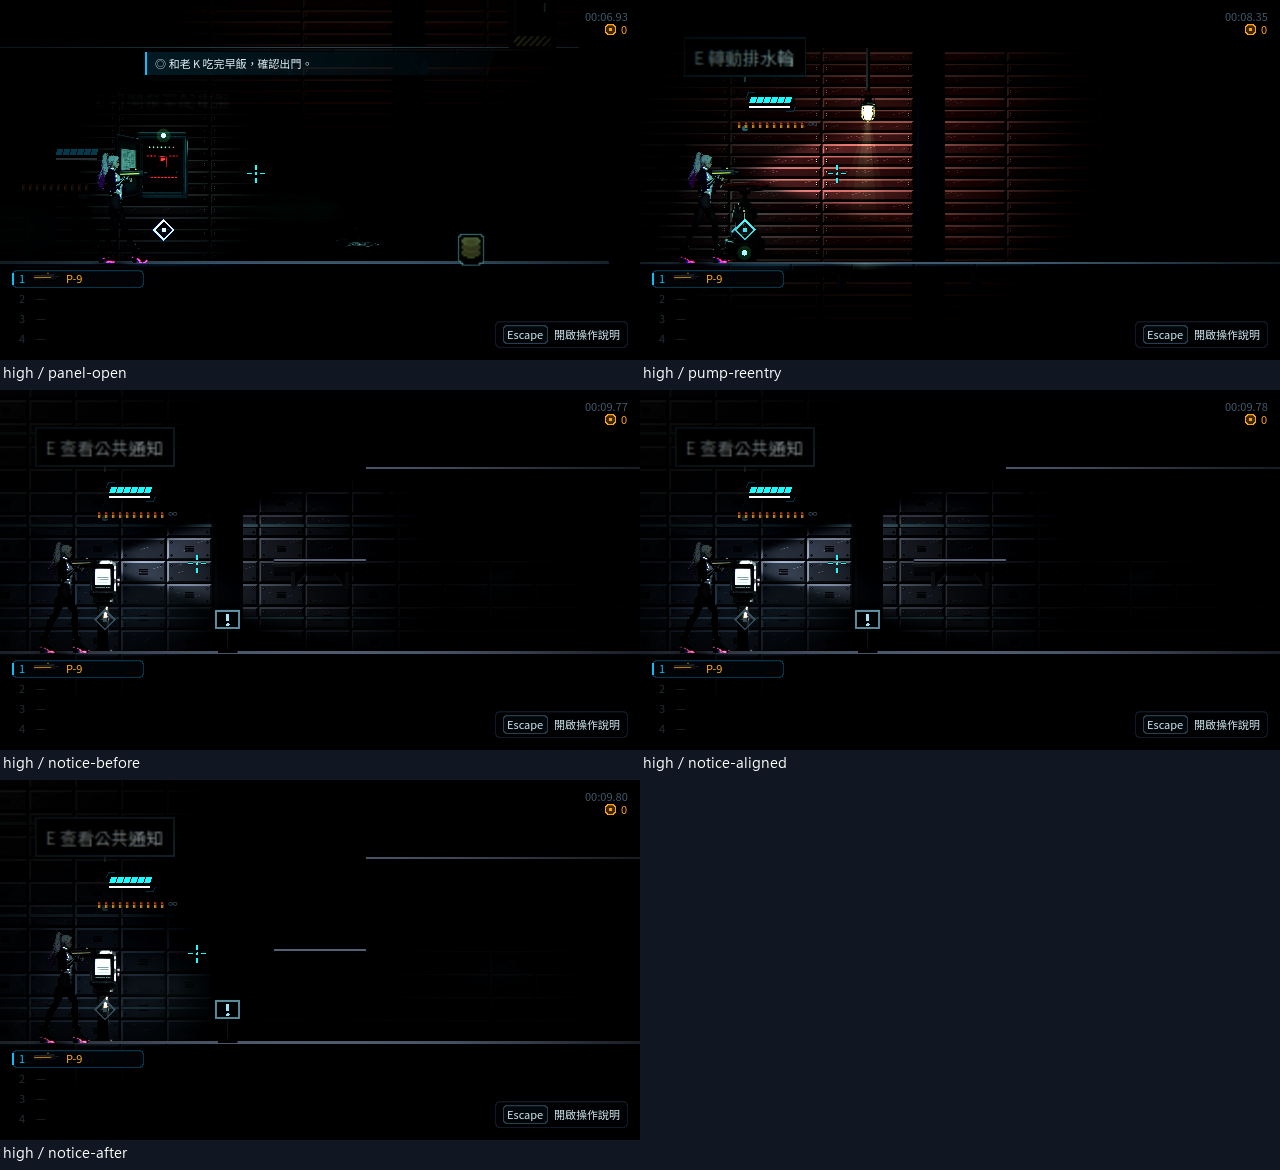 00:06.93
0
◎ 和老 K 吃完早飯，確認出門。
1 P-9
2 —
3 —
4 —
Escape 開啟操作說明
high / panel-open
00:08.35
0
E 轉動排水輪
1 P-9
2 —
3 —
4 —
Escape 開啟操作說明
high / pump-reentry
00:09.77
0
E 查看公共通知
∞
!
1 P-9
2 —
3 —
4 —
Escape 開啟操作說明
high / notice-before
00:09.78
0
E 查看公共通知
∞
!
1 P-9
2 —
3 —
4 —
Escape 開啟操作說明
high / notice-aligned
00:09.80
0
E 查看公共通知
∞
!
1 P-9
2 —
3 —
4 —
Escape 開啟操作說明
high / notice-after